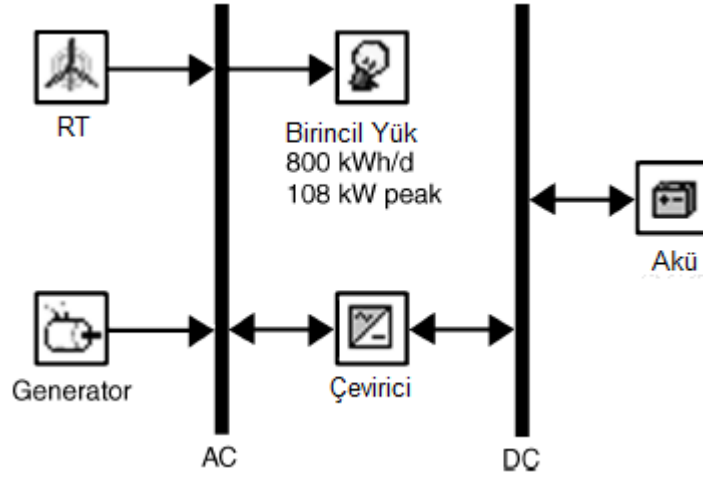 RT
Birincil Yük
800 kWh/d
108 kW peak
Akü
Generator
Çevirici
AC
DC